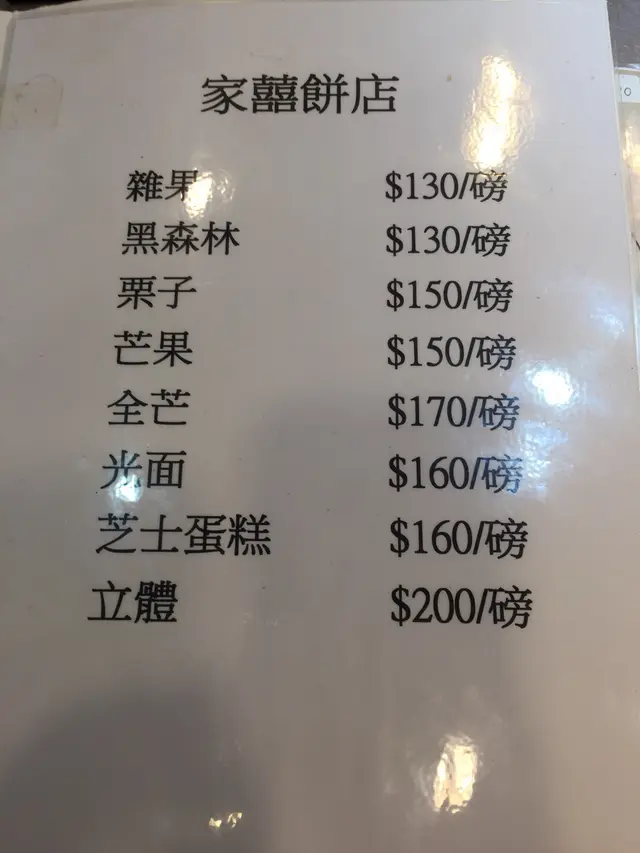 家囍餅店
雜果 $130/磅
黑森林 $130/磅
栗子 $150/磅
芒果 $150/磅
全芒 $170/磅
光面 $160/磅
芝士蛋糕 $160/磅
立體 $200/磅